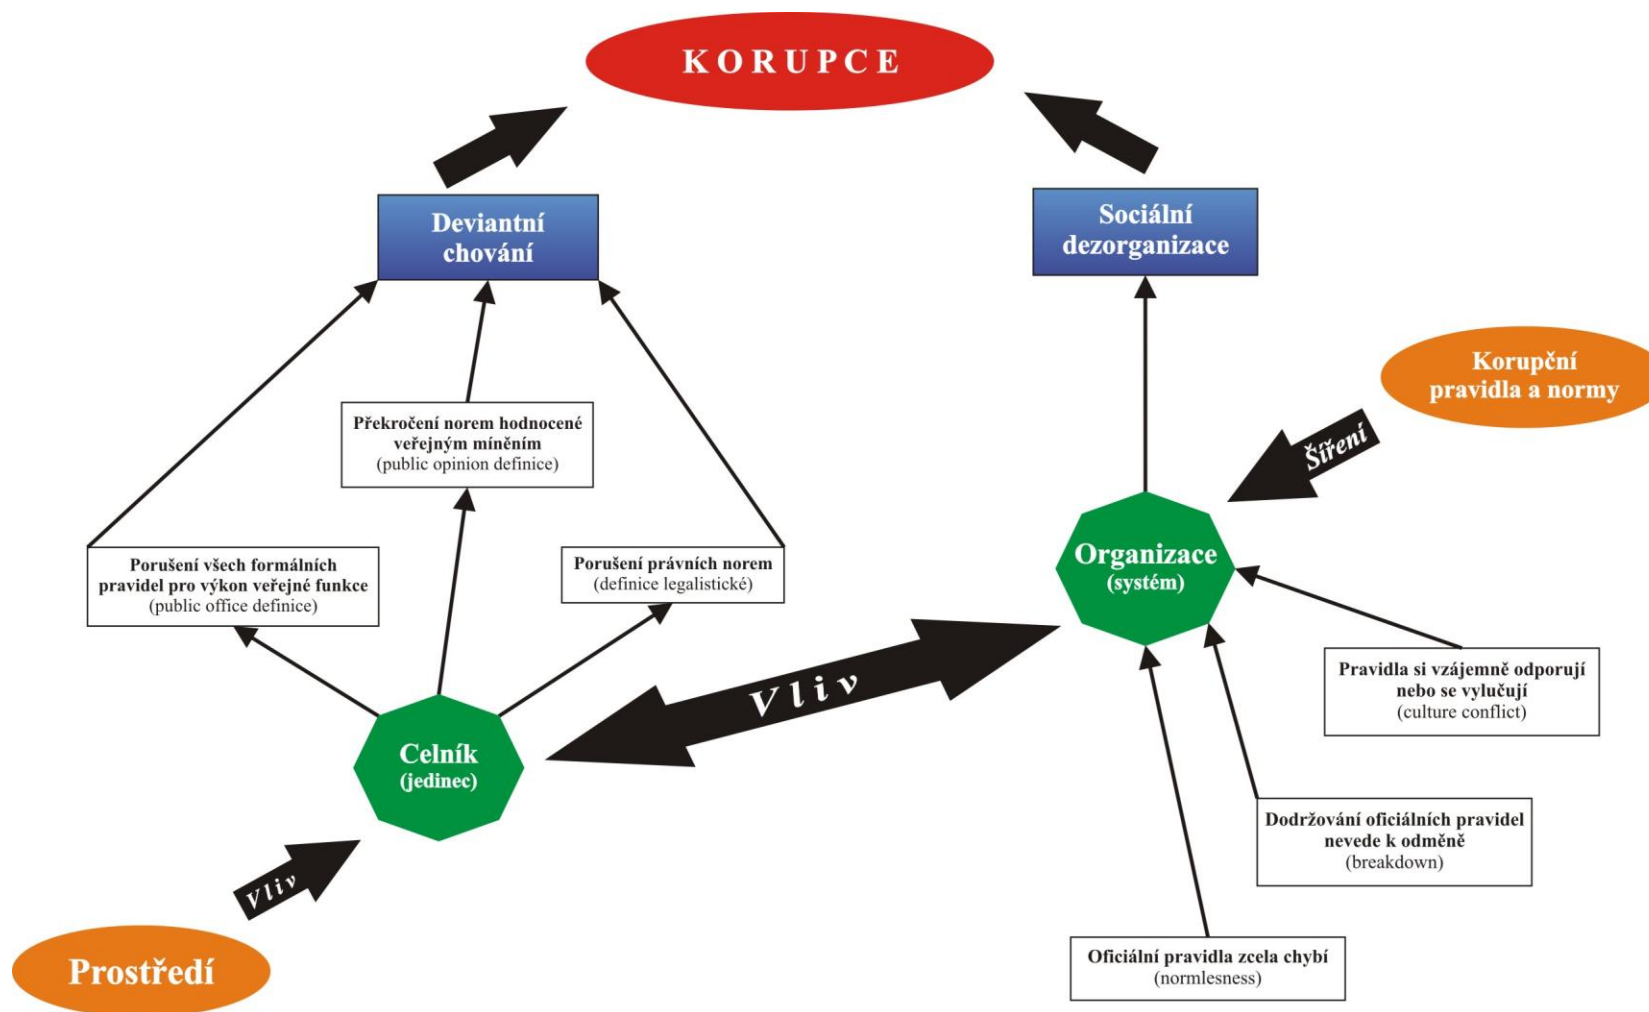 KORUPCE
Deviantní
chování
Sociální
dezorganizace
Korupční
pravidla a normy
Šíření
Překročení norem hodnocené
veřejným míněním
(public opinion definice)
Porušení všech formálních
pravidel pro výkon veřejné funkce
(public office definice)
Porušení právních norem
(definice legalistické)
Organizace
(systém)
Vliv
Pravidla si vzájemně odporují
nebo se vylučují
(culture conflict)
Celník
(jedinec)
Dodržování oficiálních pravidel
nevede k odměně
(breakdown)
Vliv
Prostředí
Oficiální pravidla zcela chybí
(normlesness)